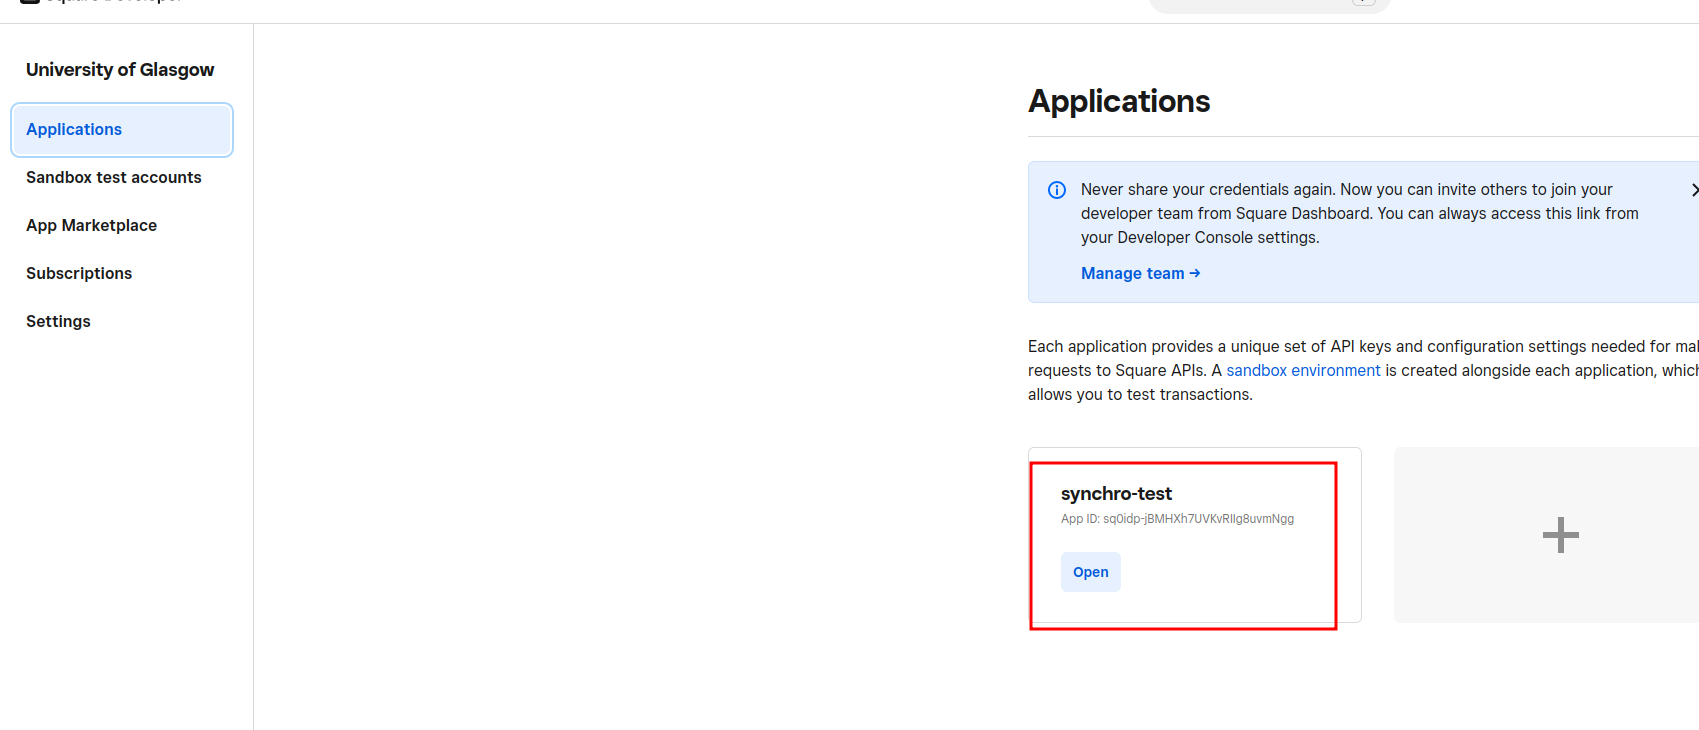 University of Glasgow
Applications
Sandbox test accounts
App Marketplace
Subscriptions
Settings
Applications
Never share your credentials again. Now you can invite others to join your
developer team from Square Dashboard. You can always access this link from
your Developer Console settings.
Manage team →
Each application provides a unique set of API keys and configuration settings needed for
requests to Square APIs. A sandbox environment is created alongside each application,
allows you to test transactions.
synchro-test
App ID:
Open